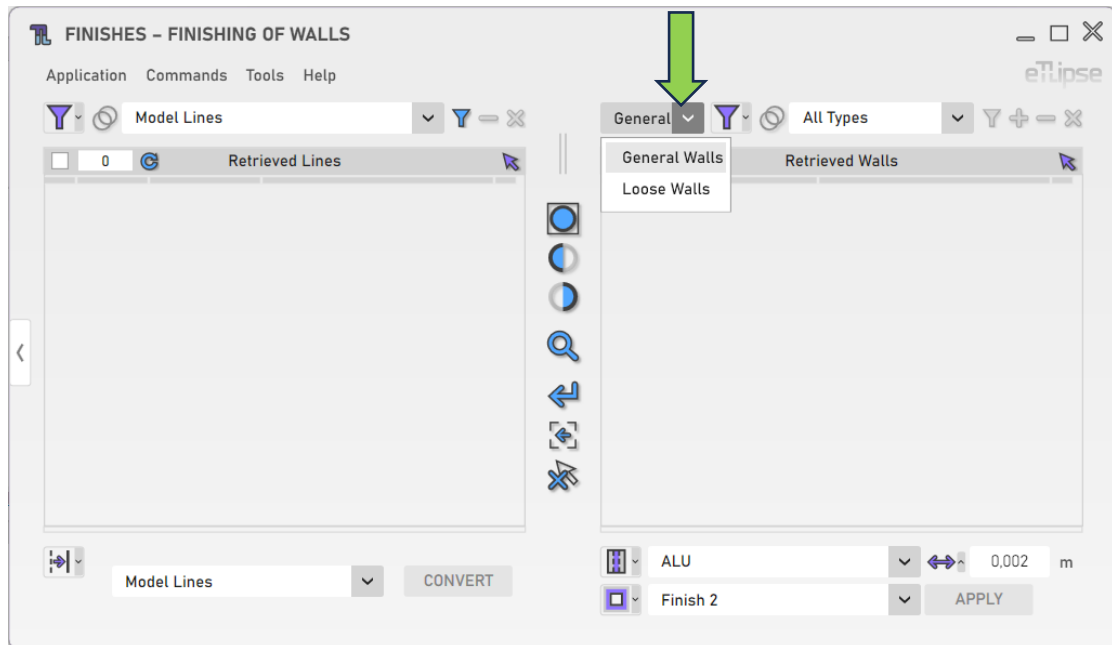 FINISHES – FINISHING OF WALLS
Application Commands Tools Help
eTLipse
Model Lines
General
All Types
0
Retrieved Lines
General Walls
Retrieved Walls
Loose Walls
ALU
0,002
m
Model Lines
CONVERT
Finish 2
APPLY